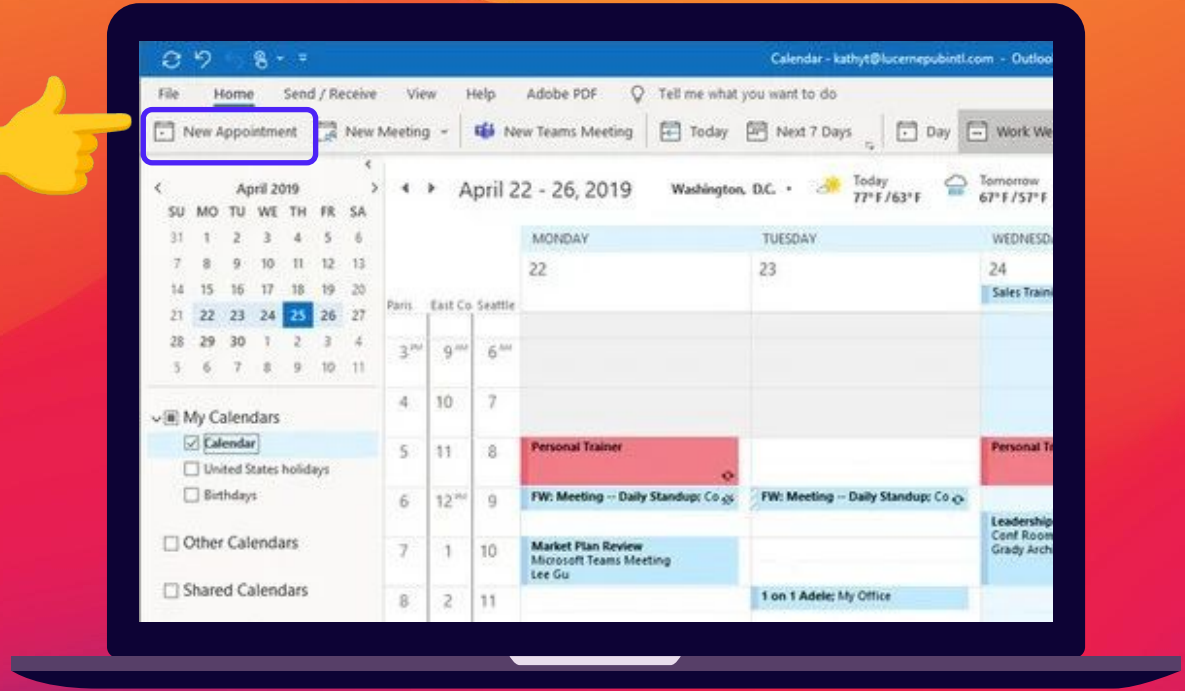 Calendar - kathyt@lucernepubintl.com - Outloo
File Home Send / Receive View Help Adobe PDF Tell me what you want to do
New Appointment New Meeting New Teams Meeting Today Next 7 Days Day Work We
April 2019
SU MO TU WE TH FR SA
31 1 2 3 4 5 6
7 8 9 10 11 12 13
14 15 16 17 18 19 20
21 22 23 24 25 26 27
28 29 30 1 2 3 4
5 6 7 8 9 10 11
My Calendars
Calendar
United States holidays
Birthdays
Other Calendars
Shared Calendars
April 22 - 26, 2019 Washington, D.C. Today Tomorrow
77°F/63°F 67°F/57°F
MONDAY TUESDAY WEDNESD
22 23 24
Sales Traini
Paris East Co Seattle
3 PM 9 AM 6 AM
4 10 7
5 11 8 Personal Trainer Personal Tr
6 12 PM 9 FW: Meeting -- Daily Standup; Co FW: Meeting -- Daily Standup; Co
Leadership
Conf Room
Grady Archi
7 1 10 Market Plan Review
Microsoft Teams Meeting
Lee Gu
8 2 11 1 on 1 Adele; My Office